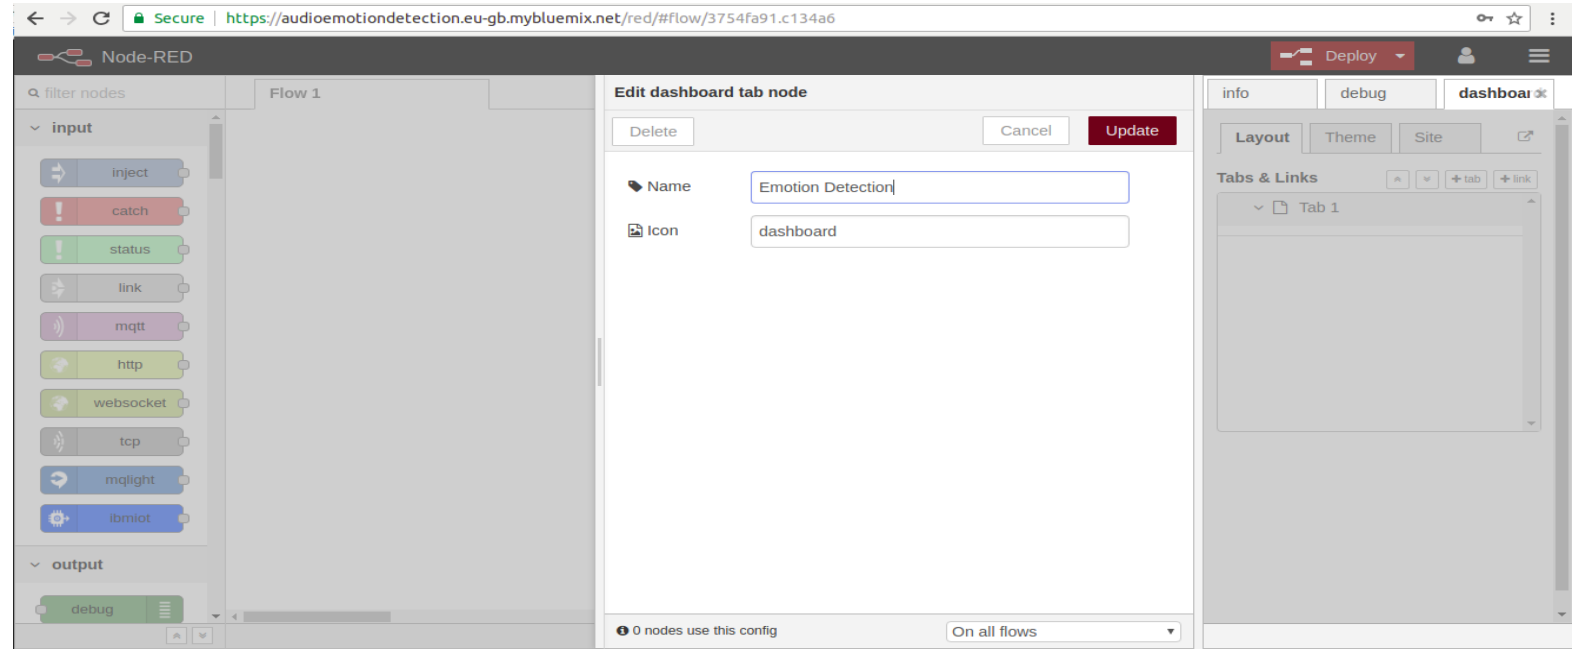 Secure | https://audioemotiondetection.eu-gb.mybluemix.net/red/#flow/3754fa91.c134a6
Node-RED
Deploy
filter nodes
input
inject
catch
status
link
mqtt
http
websocket
tcp
mqlight
ibmiot
output
debug
Flow 1
Edit dashboard tab node
Delete
Cancel
Update
Name
Emotion Detection
Icon
dashboard
0 nodes use this config
On all flows
info
debug
dashboar
Layout
Theme
Site
Tabs & Links
+ tab
+ link
Tab 1